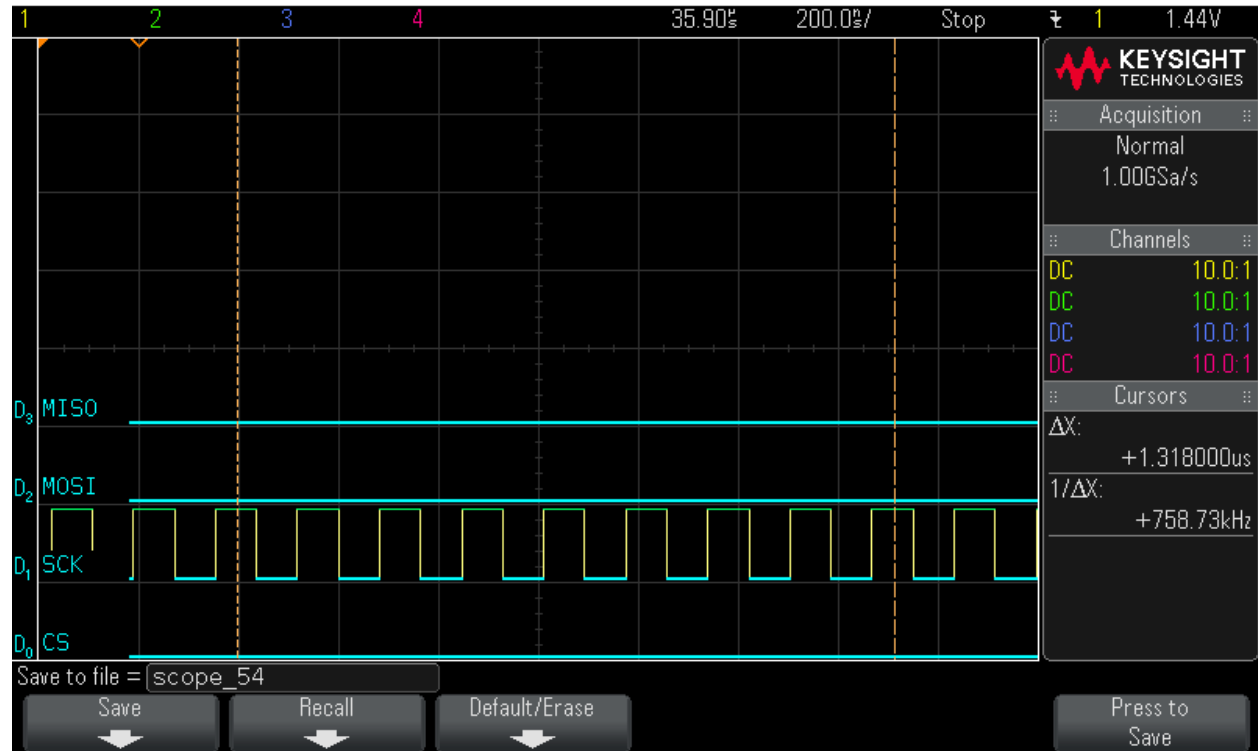 1 2 3 4 35.90us 200.0ns/ Stop 1 1.44V
KEYSIGHT
TECHNOLOGIES
Acquisition
Normal
1.00GSa/s
Channels
DC 10.0:1
DC 10.0:1
DC 10.0:1
DC 10.0:1
Cursors
ΔX:
+1.318000us
1/ΔX:
+758.73kHz
D3 MISO
D2 MOSI
D1 SCK
D0 CS
Save to file = scope_54
Save
Recall
Default/Erase
Press to
Save